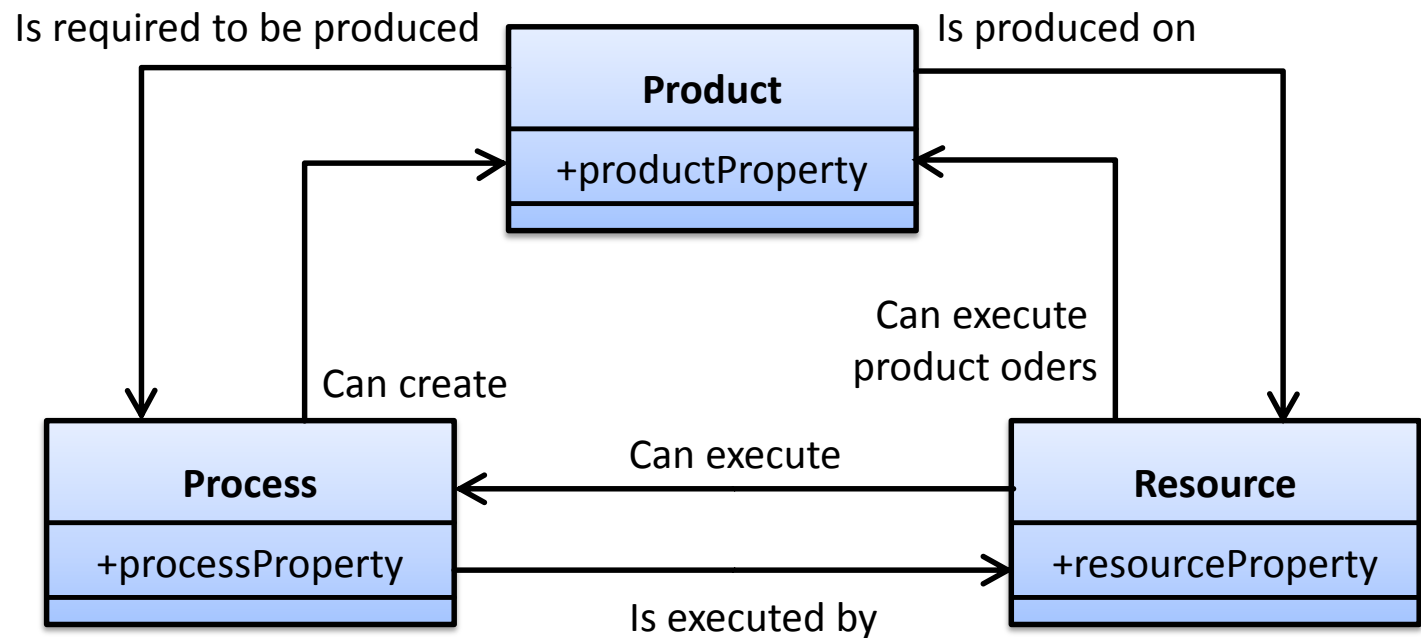 Is required to be produced
Is produced on
Product
+productProperty
Can execute
product oders
Can create
Can execute
Process
Resource
+processProperty
+resourceProperty
Is executed by